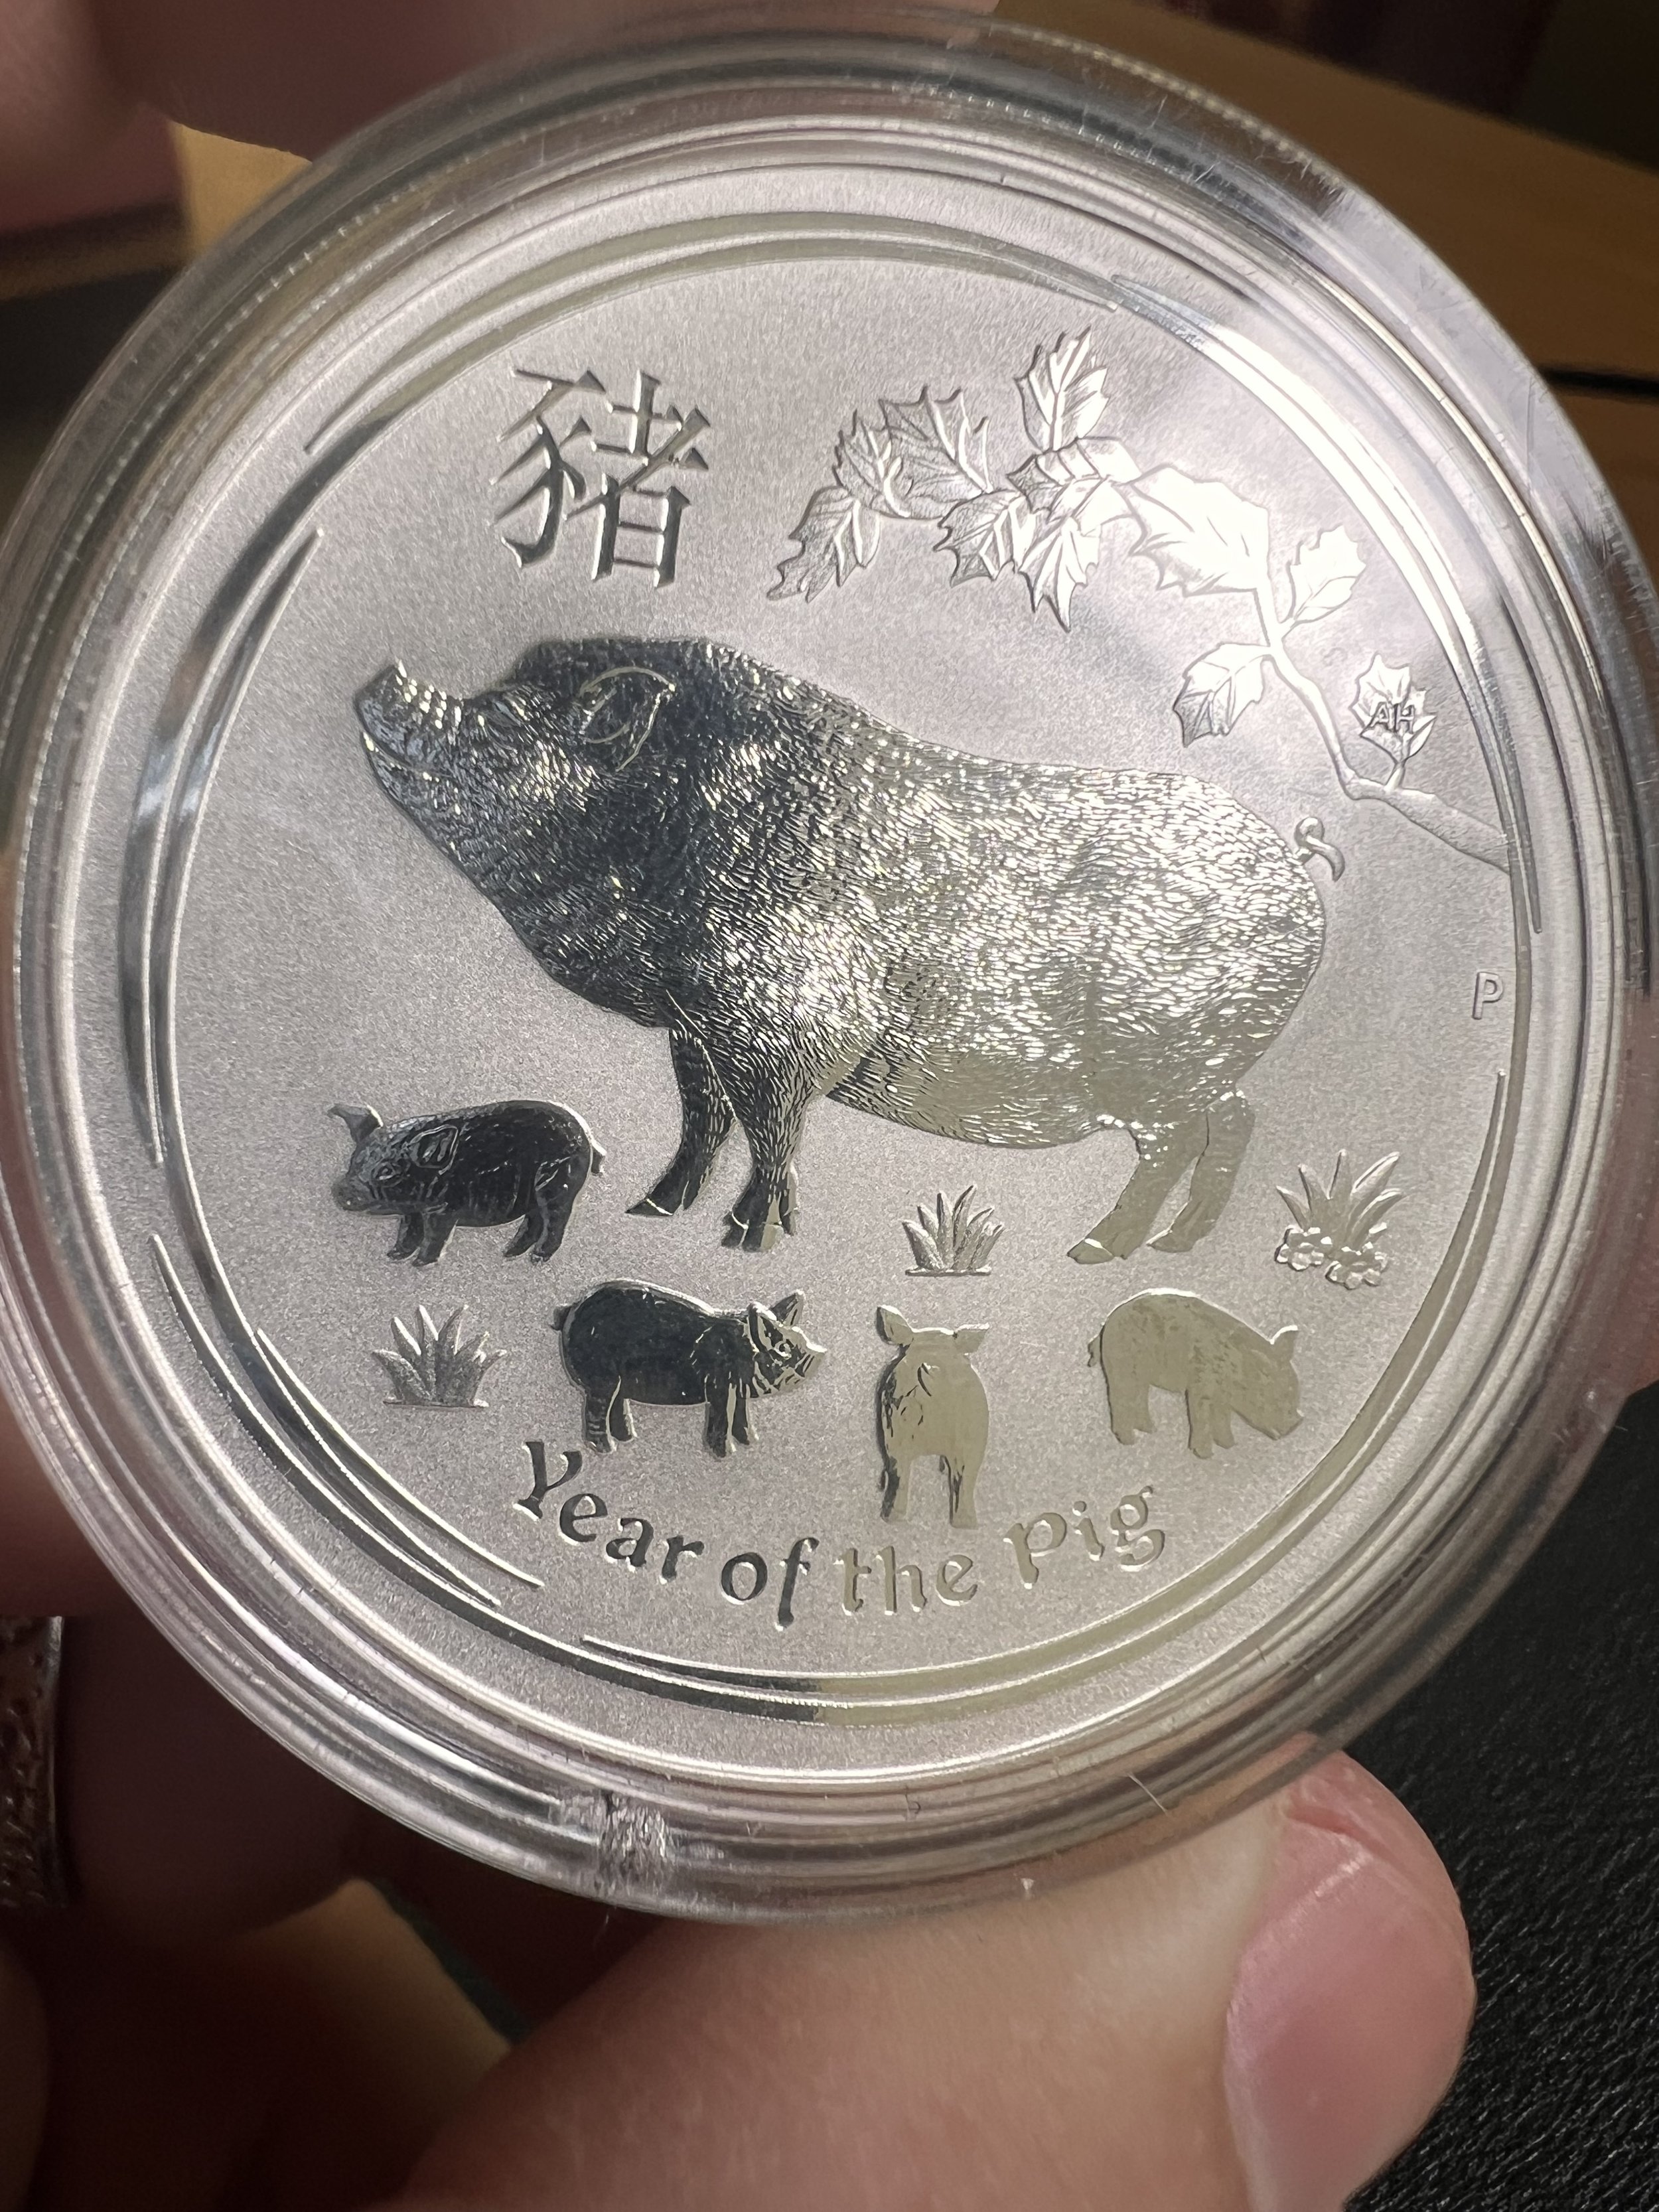 豬
AH
P
Year of the Pig